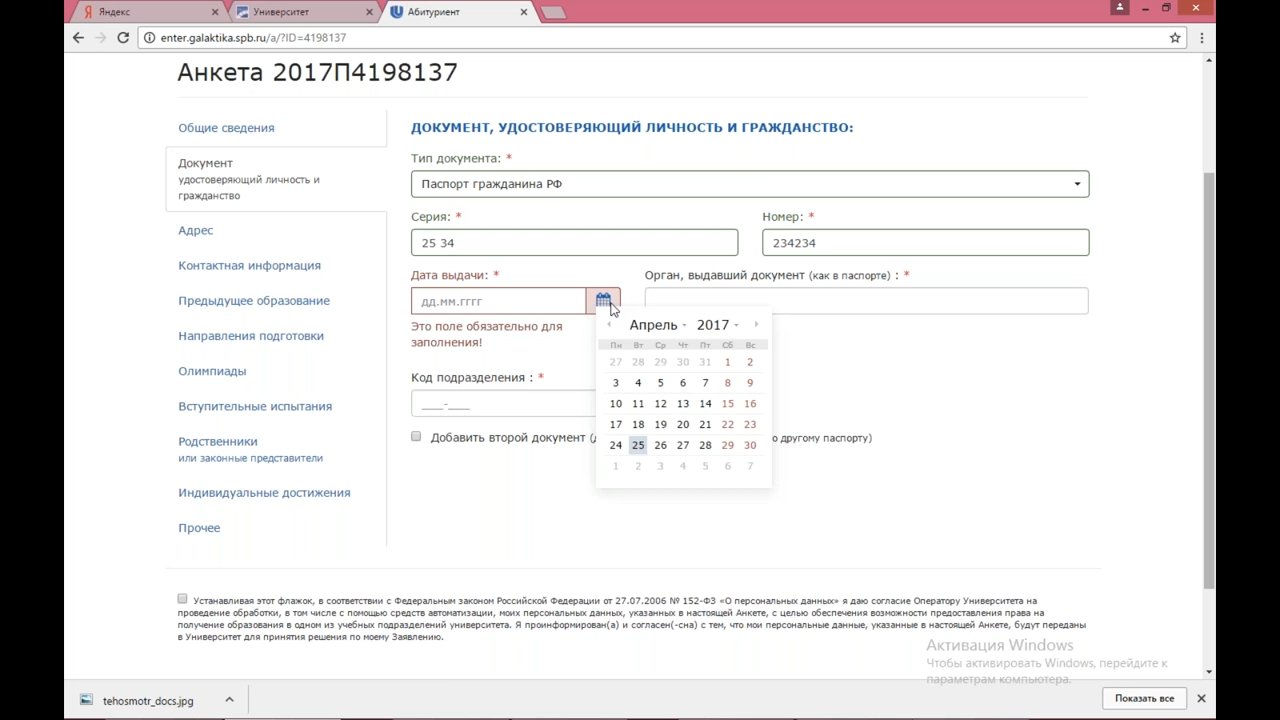 Яндекс
Университет
Абитуриент
enter.galaktika.spb.ru/a/?ID=4198137
Анкета 2017П4198137
Общие сведения
Документ
удостоверяющий личность и
гражданство
Адрес
Контактная информация
Предыдущее образование
Направления подготовки
Олимпиады
Вступительные испытания
Родственники
или законные представители
Индивидуальные достижения
Прочее
ДОКУМЕНТ, УДОСТОВЕРЯЮЩИЙ ЛИЧНОСТЬ И ГРАЖДАНСТВО:
Тип документа: *
Паспорт гражданина РФ
Серия: * Номер: *
25 34 234234
Дата выдачи: * Орган, выдавший документ (как в паспорте) : *
дд.мм.гггг
Это поле обязательно для
заполнения!
Апрель 2017
Пн Вт Ср Чт Пт Сб Вс
27 28 29 30 31 1 2
3 4 5 6 7 8 9
10 11 12 13 14 15 16
17 18 19 20 21 22 23
24 25 26 27 28 29 30
1 2 3 4 5 6 7
Код подразделения : *
___-___
Добавить второй документ (д о другому паспорту)
Устанавливая этот флажок, в соответствии с Федеральным законом Российской Федерации от 27.07.2006 № 152-ФЗ «О персональных данных» я даю согласие Оператору Университета на
проведение обработки, в том числе с помощью средств автоматизации, моих персональных данных, указанных в настоящей Анкете, с целью обеспечения возможности предоставления права на
получение образования в одном из учебных подразделений университета. Я проинформирован(а) и согласен(-сна) с тем, что мои персональные данные, указанные в настоящей Анкете, будут переданы
в Университет для принятия решения по моему Заявлению.
Активация Windows
Чтобы активировать Windows, перейдите к
параметрам компьютера.
tehosmotr_docs.jpg
Показать все